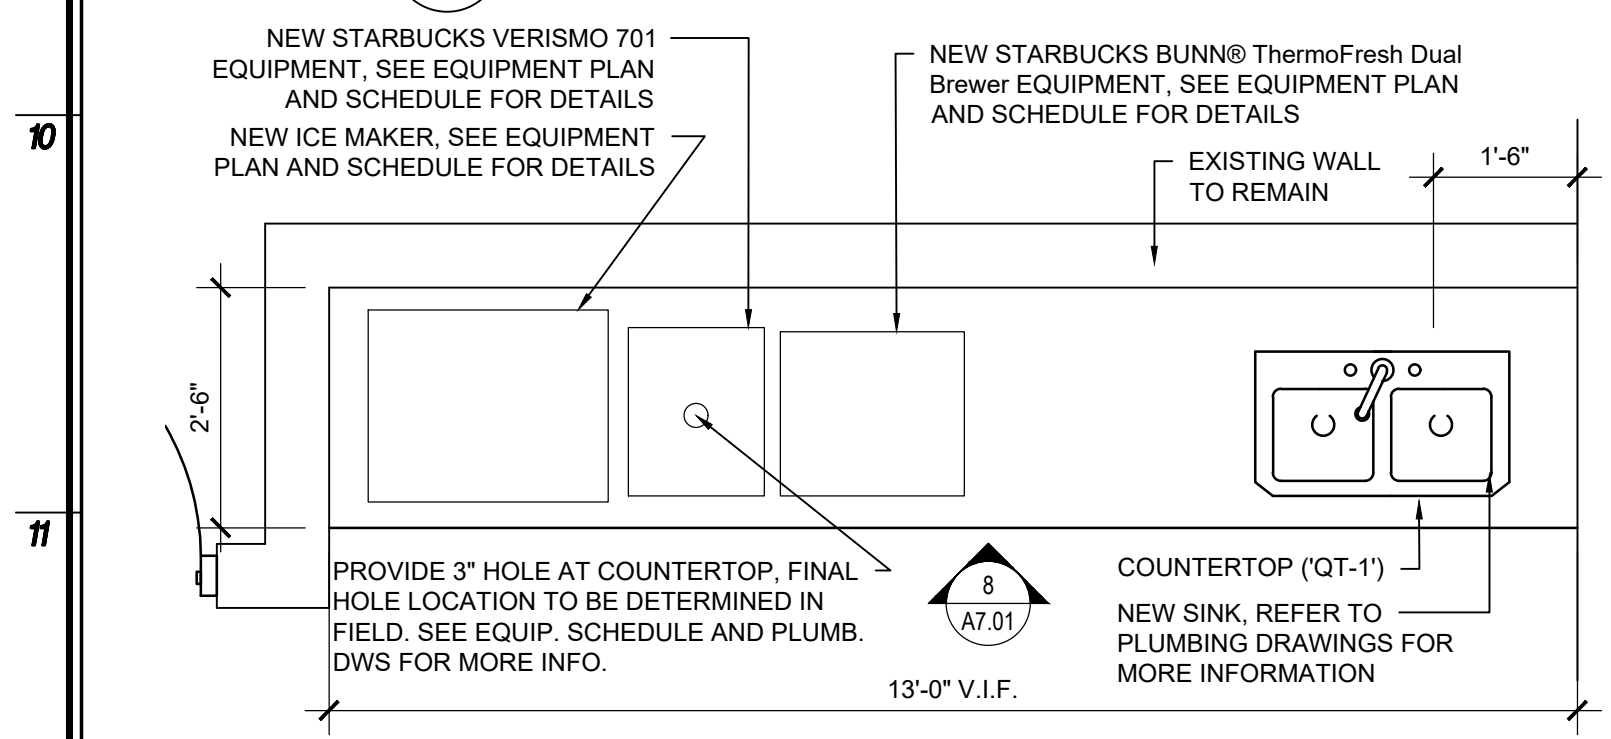 NEW STARBUCKS VERISMO 701
EQUIPMENT, SEE EQUIPMENT PLAN
AND SCHEDULE FOR DETAILS
NEW ICE MAKER, SEE EQUIPMENT
PLAN AND SCHEDULE FOR DETAILS
NEW STARBUCKS BUNN® ThermoFresh Dual
Brewer EQUIPMENT, SEE EQUIPMENT PLAN
AND SCHEDULE FOR DETAILS
EXISTING WALL
TO REMAIN
1'-6"
10
2'-6"
11
PROVIDE 3" HOLE AT COUNTERTOP, FINAL
HOLE LOCATION TO BE DETERMINED IN
FIELD. SEE EQUIP. SCHEDULE AND PLUMB.
DWS FOR MORE INFO.
8
A7.01
COUNTERTOP ('QT-1')
NEW SINK, REFER TO
PLUMBING DRAWINGS FOR
MORE INFORMATION
13'-0" V.I.F.